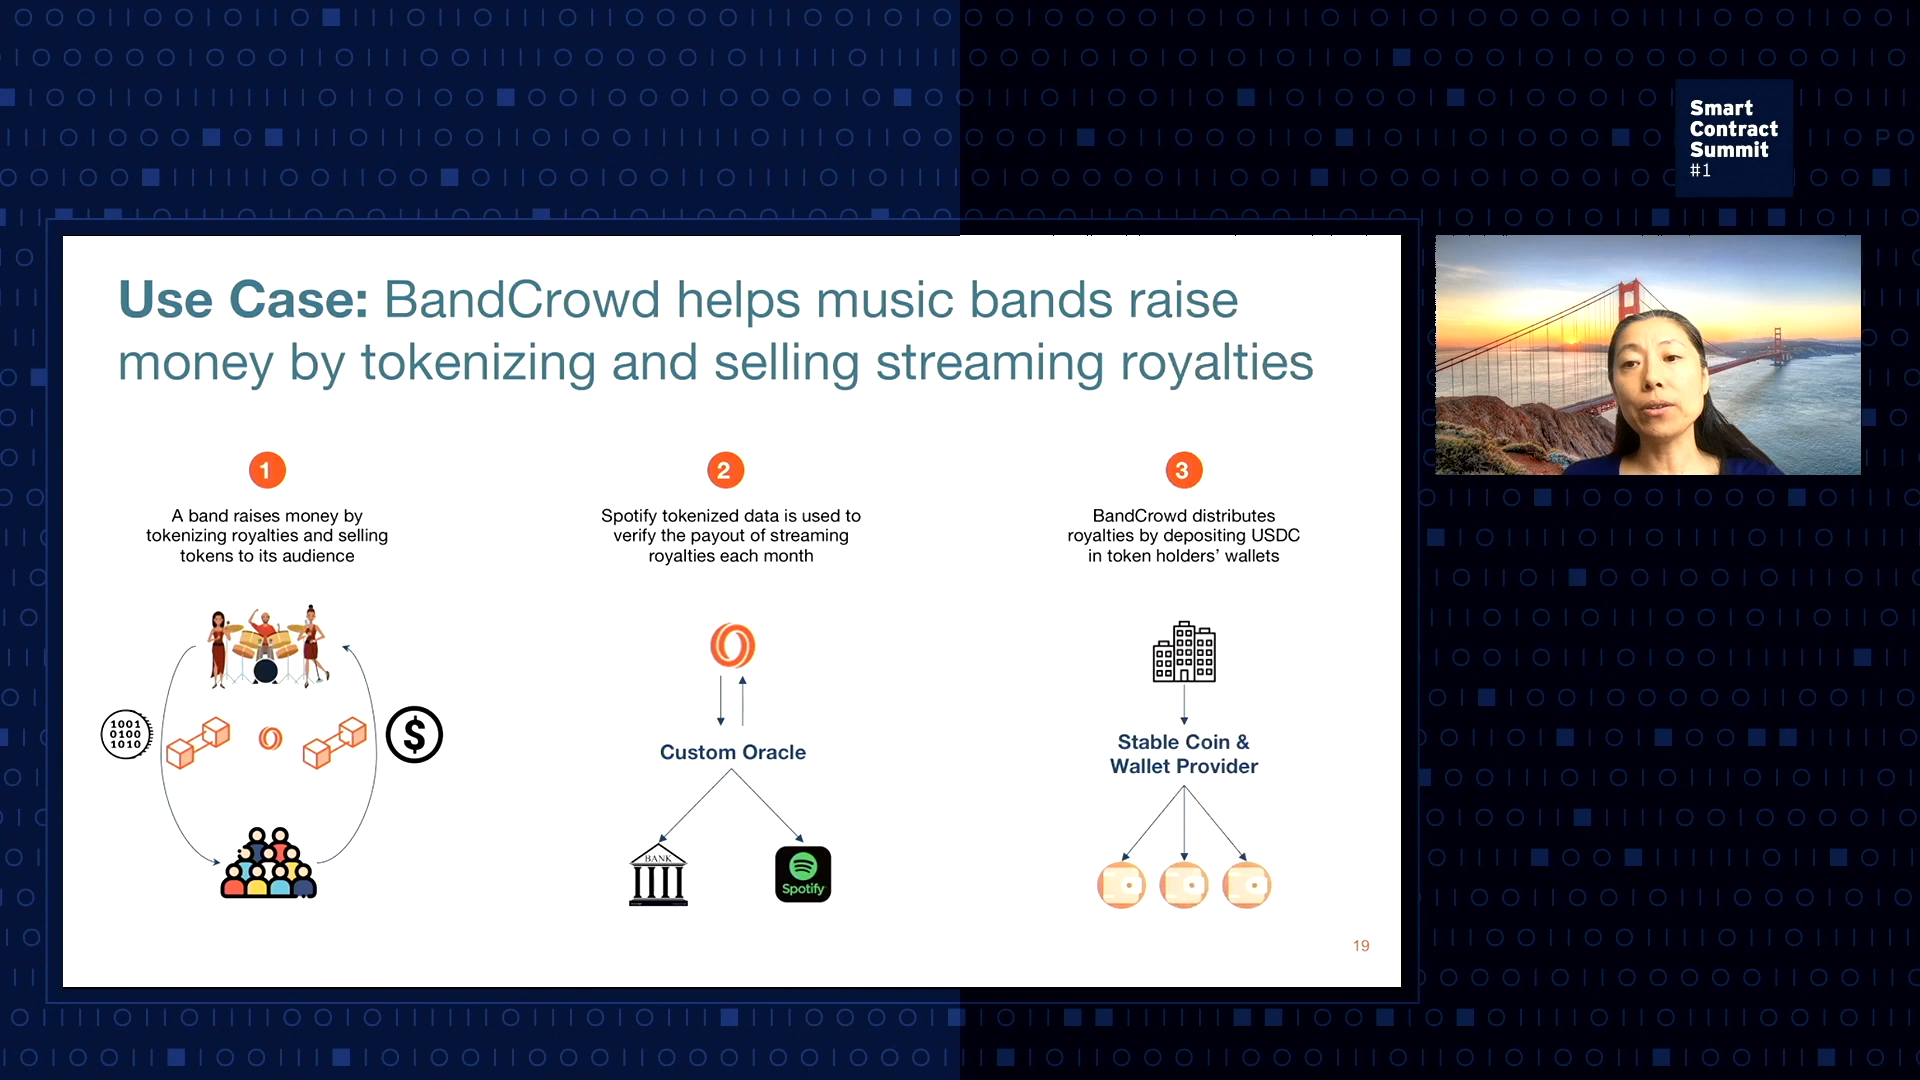 Smart
Contract
Summit
#1
Use Case: BandCrowd helps music bands raise
money by tokenizing and selling streaming royalties
1
A band raises money by
tokenizing royalties and selling
tokens to its audience
1001
0100
1010
$
2
Spotify tokenized data is used to
verify the payout of streaming
royalties each month
Custom Oracle
BANK
Spotify
3
BandCrowd distributes
royalties by depositing USDC
in token holders’ wallets
Stable Coin &
Wallet Provider
19